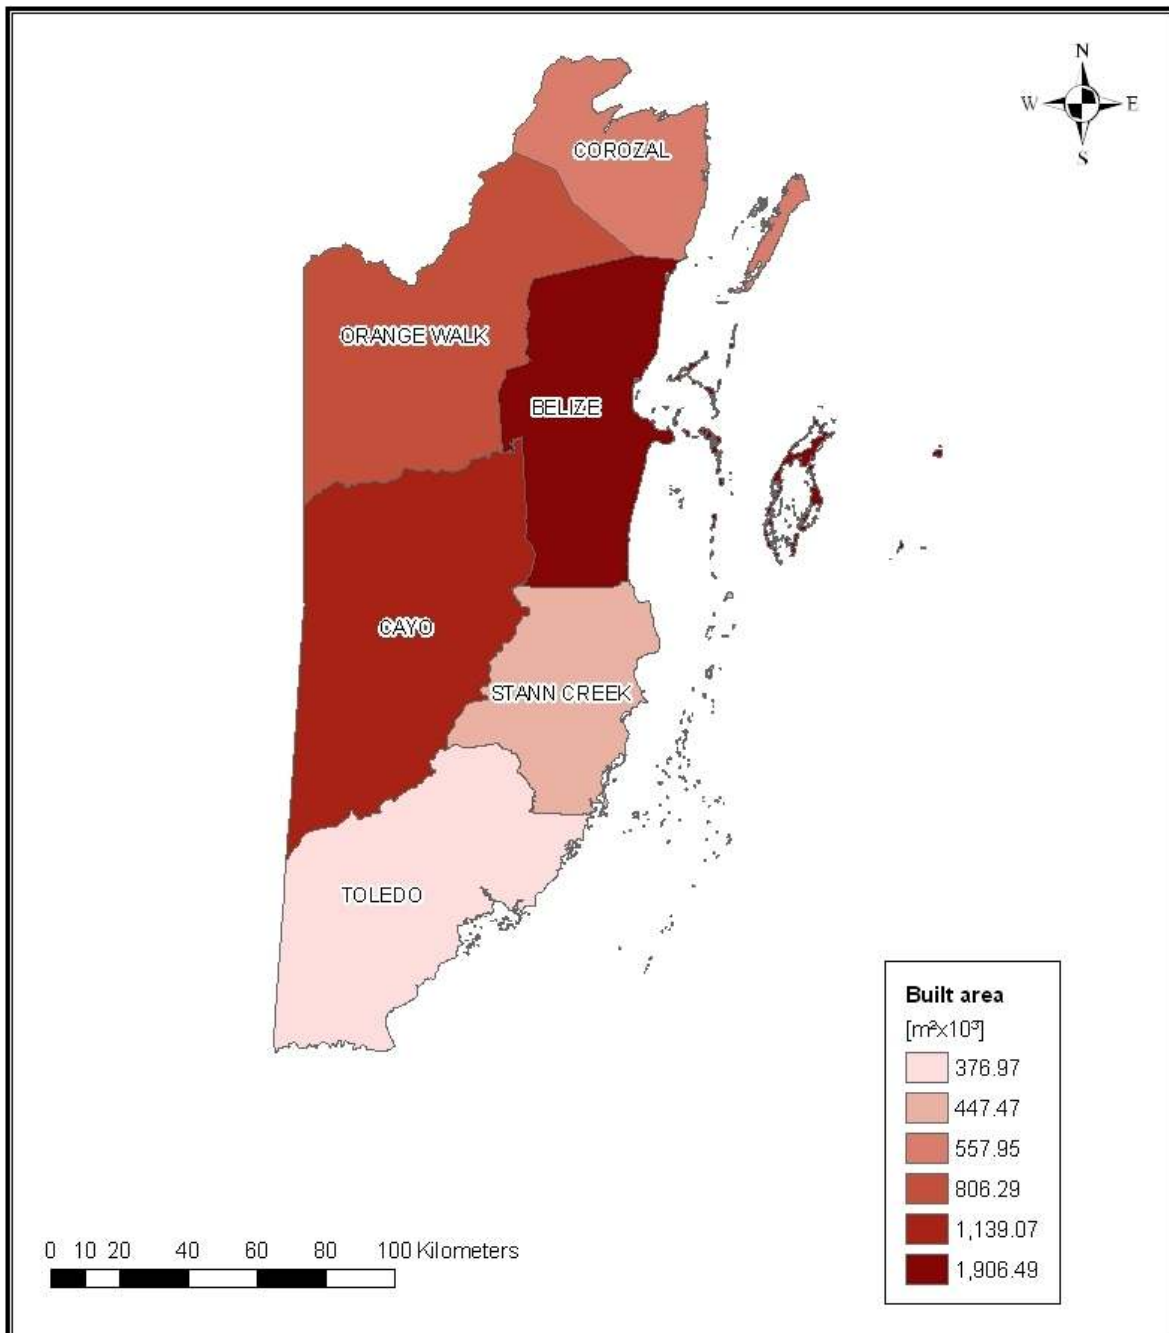 N
W E
S
COROZAL
ORANGE WALK
BELIZE
CAYO
STANN CREEK
TOLEDO
Built area
[m²x10³]
376.97
447.47
557.95
806.29
1,139.07
1,906.49
0 10 20 40 60 80 100 Kilometers